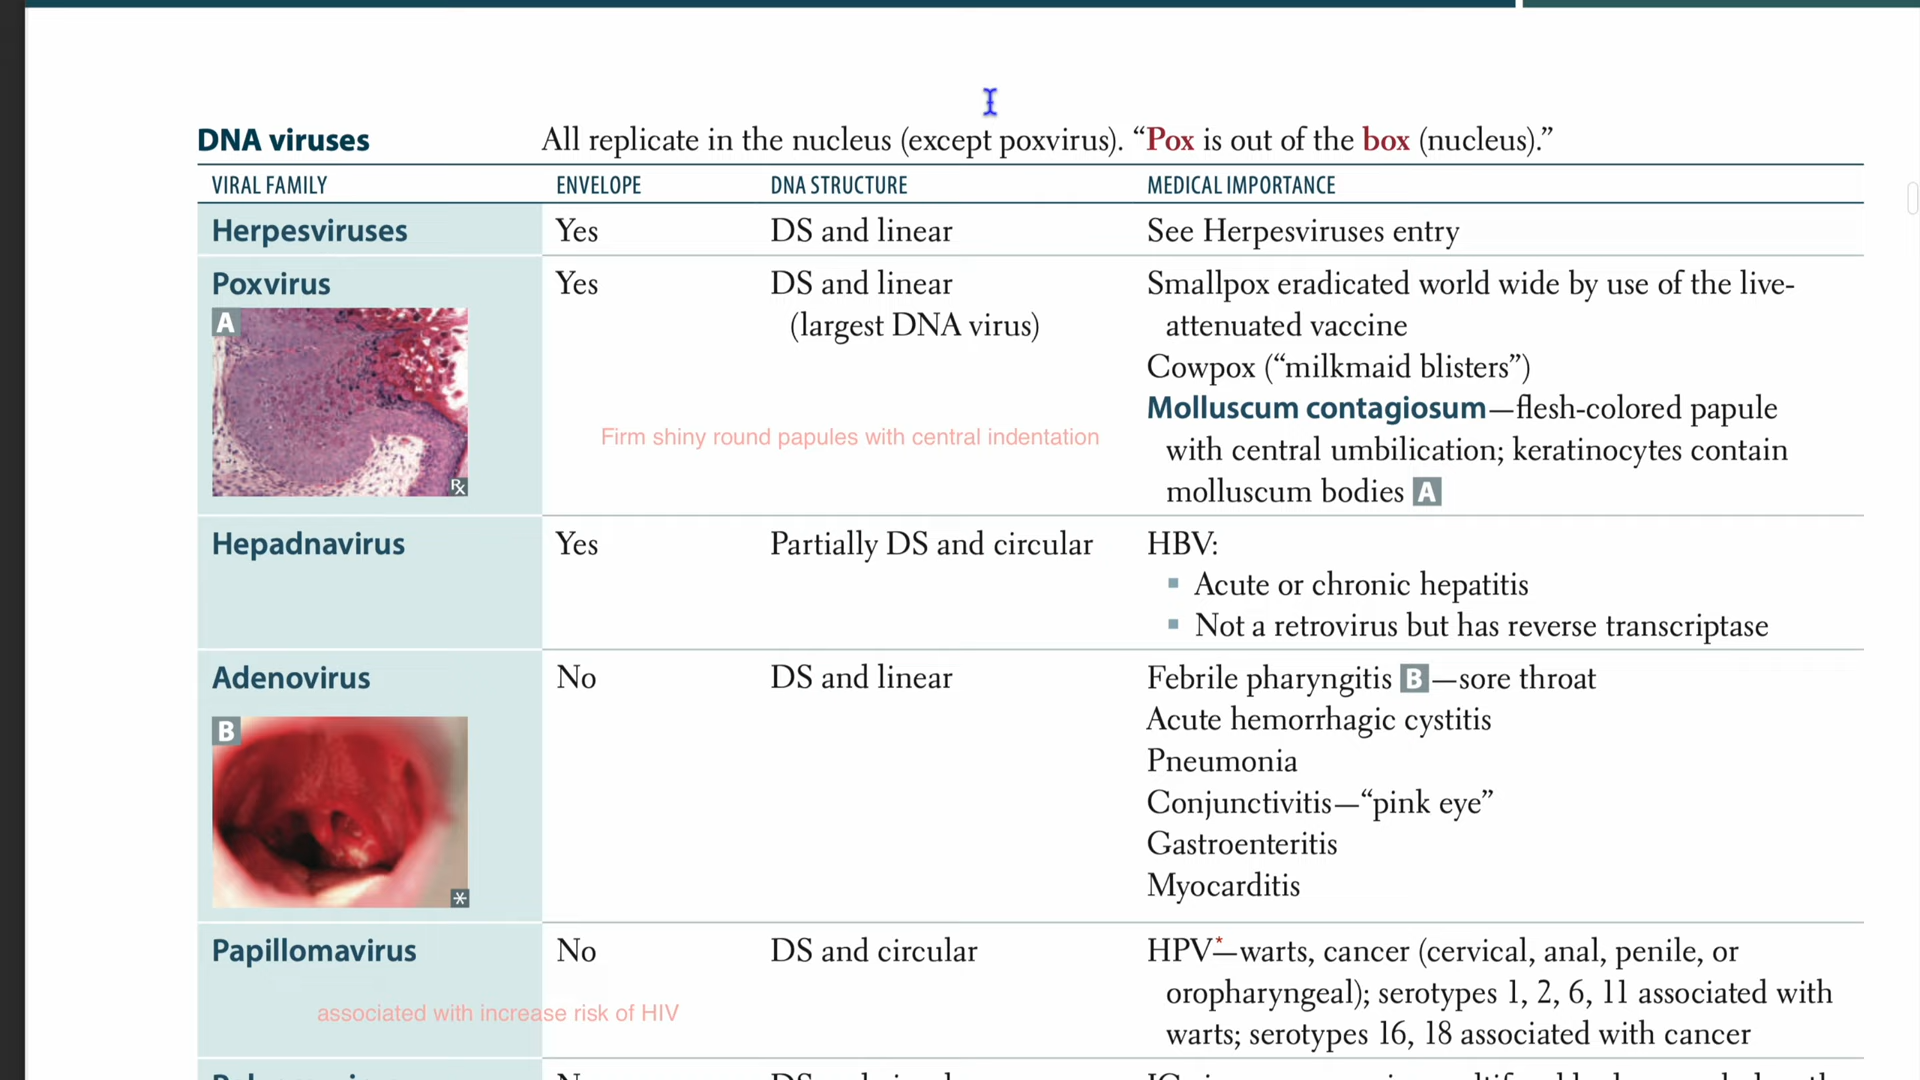 DNA viruses All replicate in the nucleus (except poxvirus). “Pox is out of the box (nucleus).”
VIRAL FAMILY ENVELOPE DNA STRUCTURE MEDICAL IMPORTANCE
Herpesviruses Yes DS and linear See Herpesviruses entry
Poxvirus Yes DS and linear Smallpox eradicated world wide by use of the live-
A (largest DNA virus) attenuated vaccine
Cowpox (“milkmaid blisters”)
Molluscum contagiosum—flesh-colored papule
Firm shiny round papules with central indentation
with central umbilication; keratinocytes contain
molluscum bodies A
Rx
Hepadnavirus Yes Partially DS and circular HBV:
▪ Acute or chronic hepatitis
▪ Not a retrovirus but has reverse transcriptase
Adenovirus No DS and linear Febrile pharyngitis B—sore throat
B Acute hemorrhagic cystitis
Pneumonia
Conjunctivitis—“pink eye”
Gastroenteritis
Myocarditis
*
Papillomavirus No DS and circular HPV*—warts, cancer (cervical, anal, penile, or
oropharyngeal); serotypes 1, 2, 6, 11 associated with
associated with increase risk of HIV
warts; serotypes 16, 18 associated with cancer